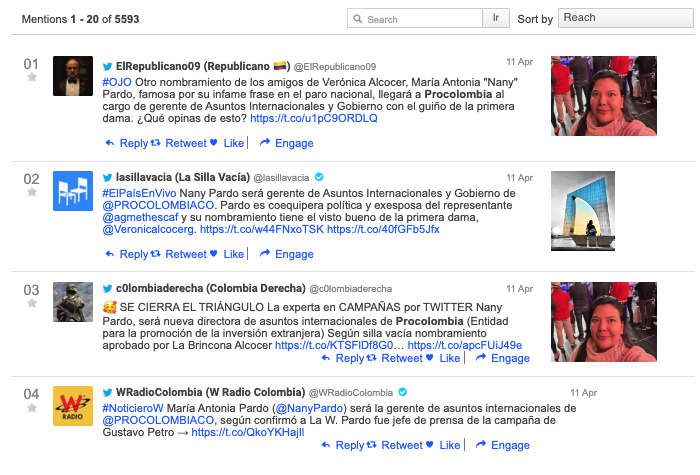 Mentions 1 - 20 of 5593
Search
Ir
Sort by
Reach
01
ElRepublicano09 (Republicano 🇨🇴) @ElRepublicano09
11 Apr
#OJO Otro nombramiento de los amigos de Verónica Alcocer, María Antonia "Nany"
Pardo, famosa por su infame frase en el paro nacional, llegará a Procolombia al
cargo de gerente de Asuntos Internacionales y Gobierno con el guiño de la primera
dama. ¿Qué opinas de esto? https://t.co/u1pC9ORDLQ
Reply Retweet Like Engage
02
lasillavacia (La Silla Vacía) @lasillavacia
11 Apr
#ElPaísEnVivo Nany Pardo será gerente de Asuntos Internacionales y Gobierno de
@PROCOLOMBIACO. Pardo es coequipera política y exesposa del representante
@agmethescaf y su nombramiento tiene el visto bueno de la primera dama,
@Veronicalcocerg. https://t.co/w44FNxoTSK https://t.co/40fGFb5Jfx
Reply Retweet Like Engage
03
c0lombiaderecha (Colombia Derecha) @c0lombiaderecha
11 Apr
🥰 SE CIERRA EL TRIÁNGULO La experta en CAMPAÑAS por TWITTER Nany
Pardo, será nueva directora de asuntos internacionales de Procolombia (Entidad
para la promoción de la inversión extranjera) Según silla vacía nombramiento
aprobado por La Brincona Alcocer https://t.co/KTSFIDf8G0… https://t.co/apcFUiJ49e
Reply Retweet Like Engage
04
W RADIO
WRadioColombia (W Radio Colombia) @WRadioColombia
11 Apr
#NoticieroW María Antonia Pardo (@NanyPardo) será la gerente de asuntos internacionales de
@PROCOLOMBIACO, según confirmó a La W. Pardo fue jefe de prensa de la campaña de
Gustavo Petro → https://t.co/QkoYKHajIl
Reply Retweet Like Engage